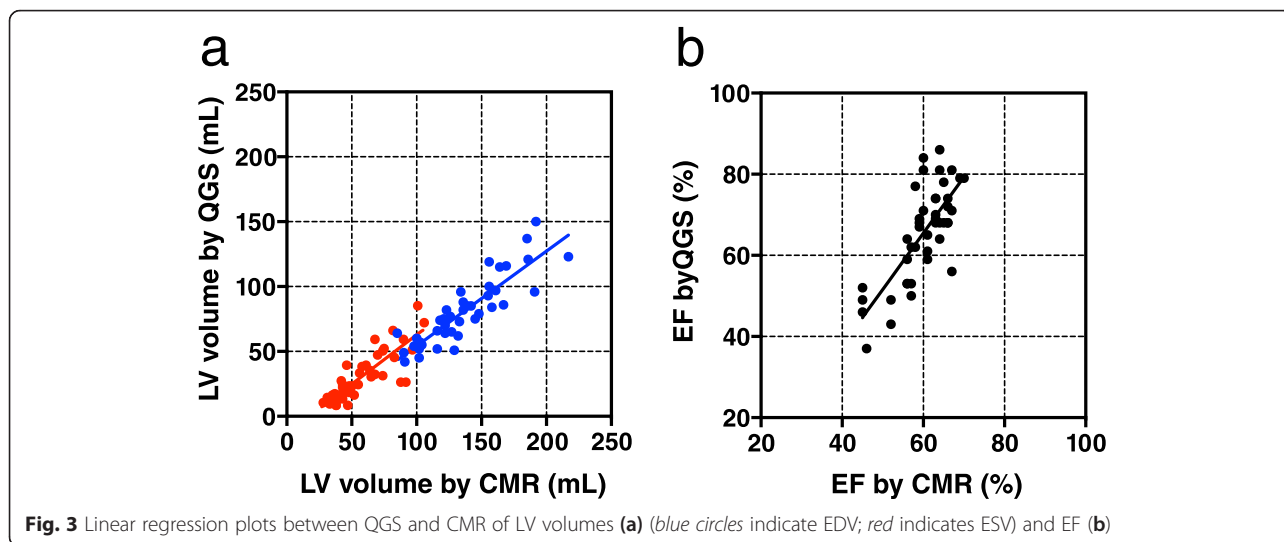 a
250
200
150
100
50
0
0 50 100 150 200 250
LV volume by QGS (mL)
LV volume by CMR (mL)
b
100
80
60
40
20
20 40 60 80 100
EF byQGS (%)
EF by CMR (%)
Fig. 3 Linear regression plots between QGS and CMR of LV volumes (a) (blue circles indicate EDV; red indicates ESV) and EF (b)